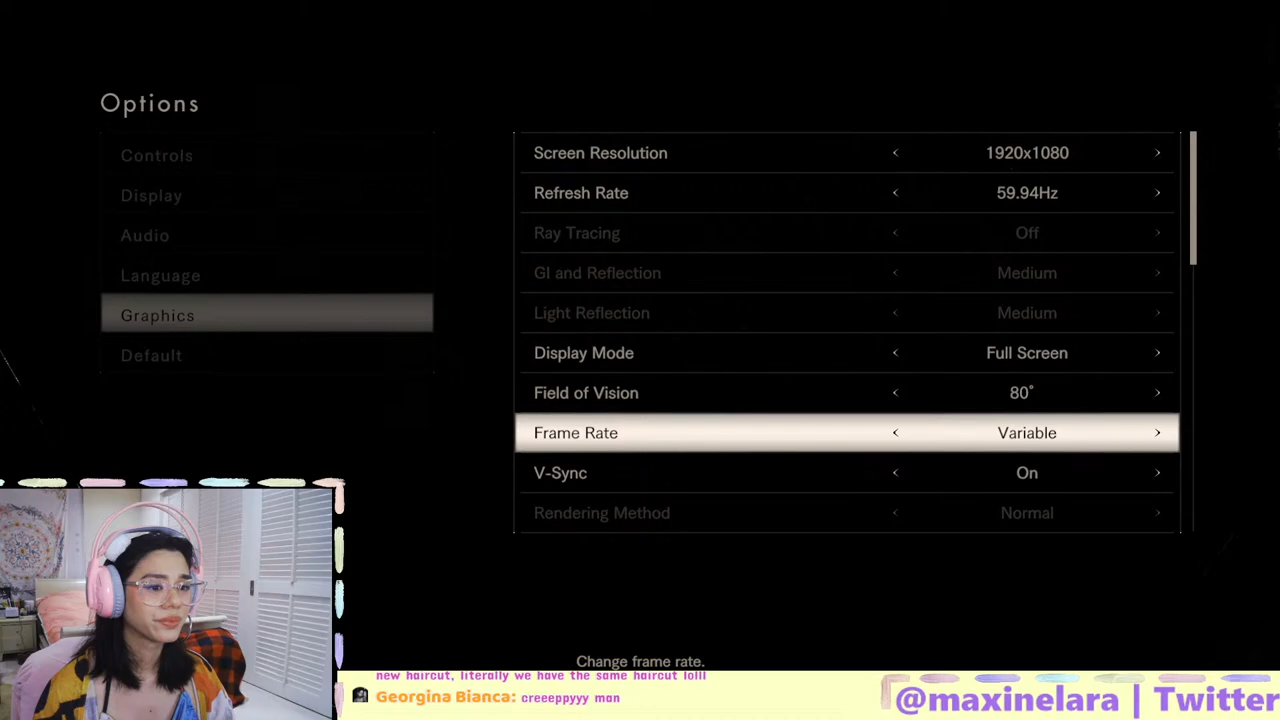 Options
Controls
Display
Audio
Language
Graphics
Default
Screen Resolution < 1920x1080 >
Refresh Rate < 59.94Hz >
Ray Tracing < Off >
GI and Reflection < Medium >
Light Reflection < Medium >
Display Mode < Full Screen >
Field of Vision < 80° >
Frame Rate < Variable >
V-Sync < On >
Rendering Method < Normal >
Change frame rate.
new haircut, literally we have the same haircut lolll
Georgina Bianca: creeeppyyy man
@maxinelara | Twitter